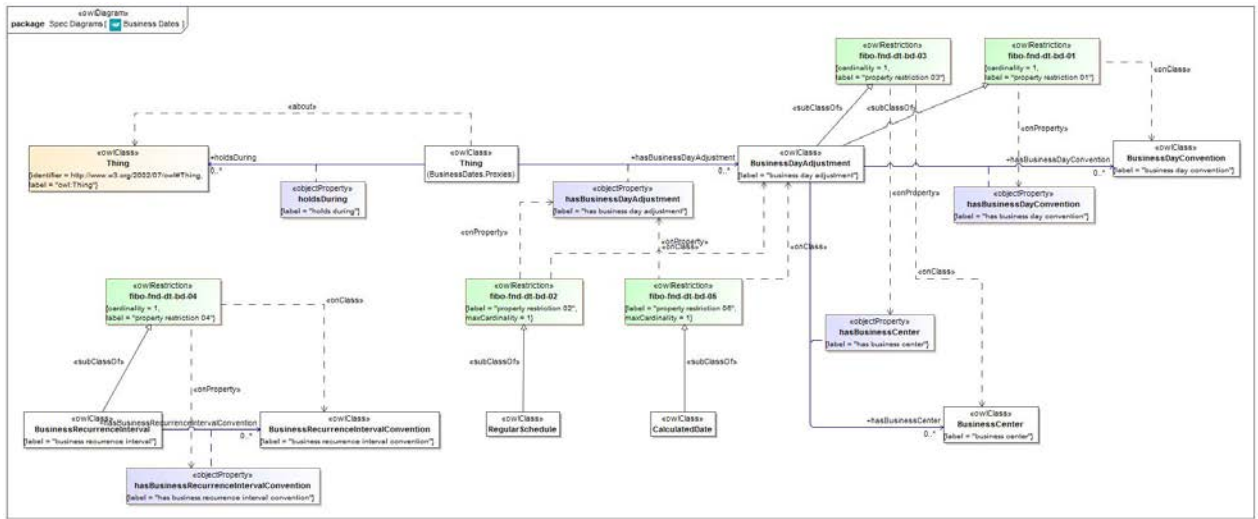 «owlDiagram»
package Spec Diagrams [ Business Dates ]
«owlRestriction»
fibo-fnd-dt-bd-03
{cardinality = 1,
label = "property restriction 03"}
«owlRestriction»
fibo-fnd-dt-bd-01
{cardinality = 1,
label = "property restriction 01"}
«onClass»
«about»
«subClassOf»
«subClassOf»
«onProperty»
«owlClass»
Thing
{identifier = http://www.w3.org/2002/07/owl#Thing,
label = "owl:Thing"}
+holdsDuring
0..*
«owlClass»
Thing
(BusinessDates.Proxies)
+hasBusinessDayAdjustment
0..*
«owlClass»
BusinessDayAdjustment
{label = "business day adjustment"}
+hasBusinessDayConvention
0..*
«owlClass»
BusinessDayConvention
{label = "business day convention"}
«objectProperty»
holdsDuring
{label = "holds during"}
«objectProperty»
hasBusinessDayAdjustment
{label = "has business day adjustment"}
«onProperty»
«objectProperty»
hasBusinessDayConvention
{label = "has business day convention"}
«onProperty»
«onProperty»
«onClass»
«onClass»
«onClass»
«owlRestriction»
fibo-fnd-dt-bd-04
{cardinality = 1,
label = "property restriction 04"}
«onClass»
«owlRestriction»
fibo-fnd-dt-bd-02
{label = "property restriction 02",
maxCardinality = 1}
«owlRestriction»
fibo-fnd-dt-bd-05
{label = "property restriction 05",
maxCardinality = 1}
«objectProperty»
hasBusinessCenter
{label = "has business center"}
«subClassOf»
«onProperty»
«subClassOf»
«subClassOf»
«owlClass»
BusinessRecurrenceInterval
{label = "business recurrence interval"}
+hasBusinessRecurrenceIntervalConvention
0..*
«owlClass»
BusinessRecurrenceIntervalConvention
{label = "business recurrence interval convention"}
«owlClass»
RegularSchedule
«owlClass»
CalculatedDate
+hasBusinessCenter
0..*
«owlClass»
BusinessCenter
{label = "business center"}
«objectProperty»
hasBusinessRecurrenceIntervalConvention
{label = "has business recurrence interval convention"}